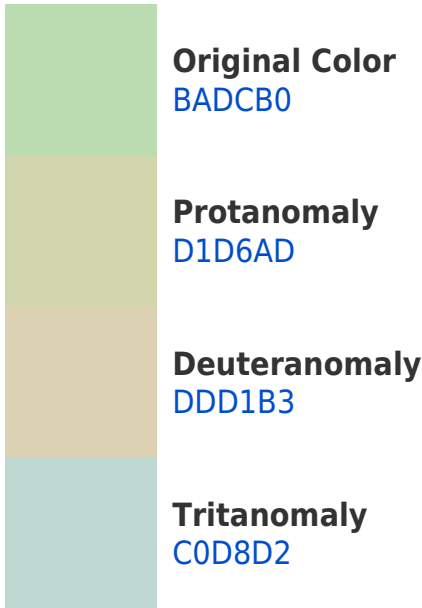 Original Color
BADCB0
Protanomaly
D1D6AD
Deuteranomaly
DDD1B3
Tritanomaly
C0D8D2